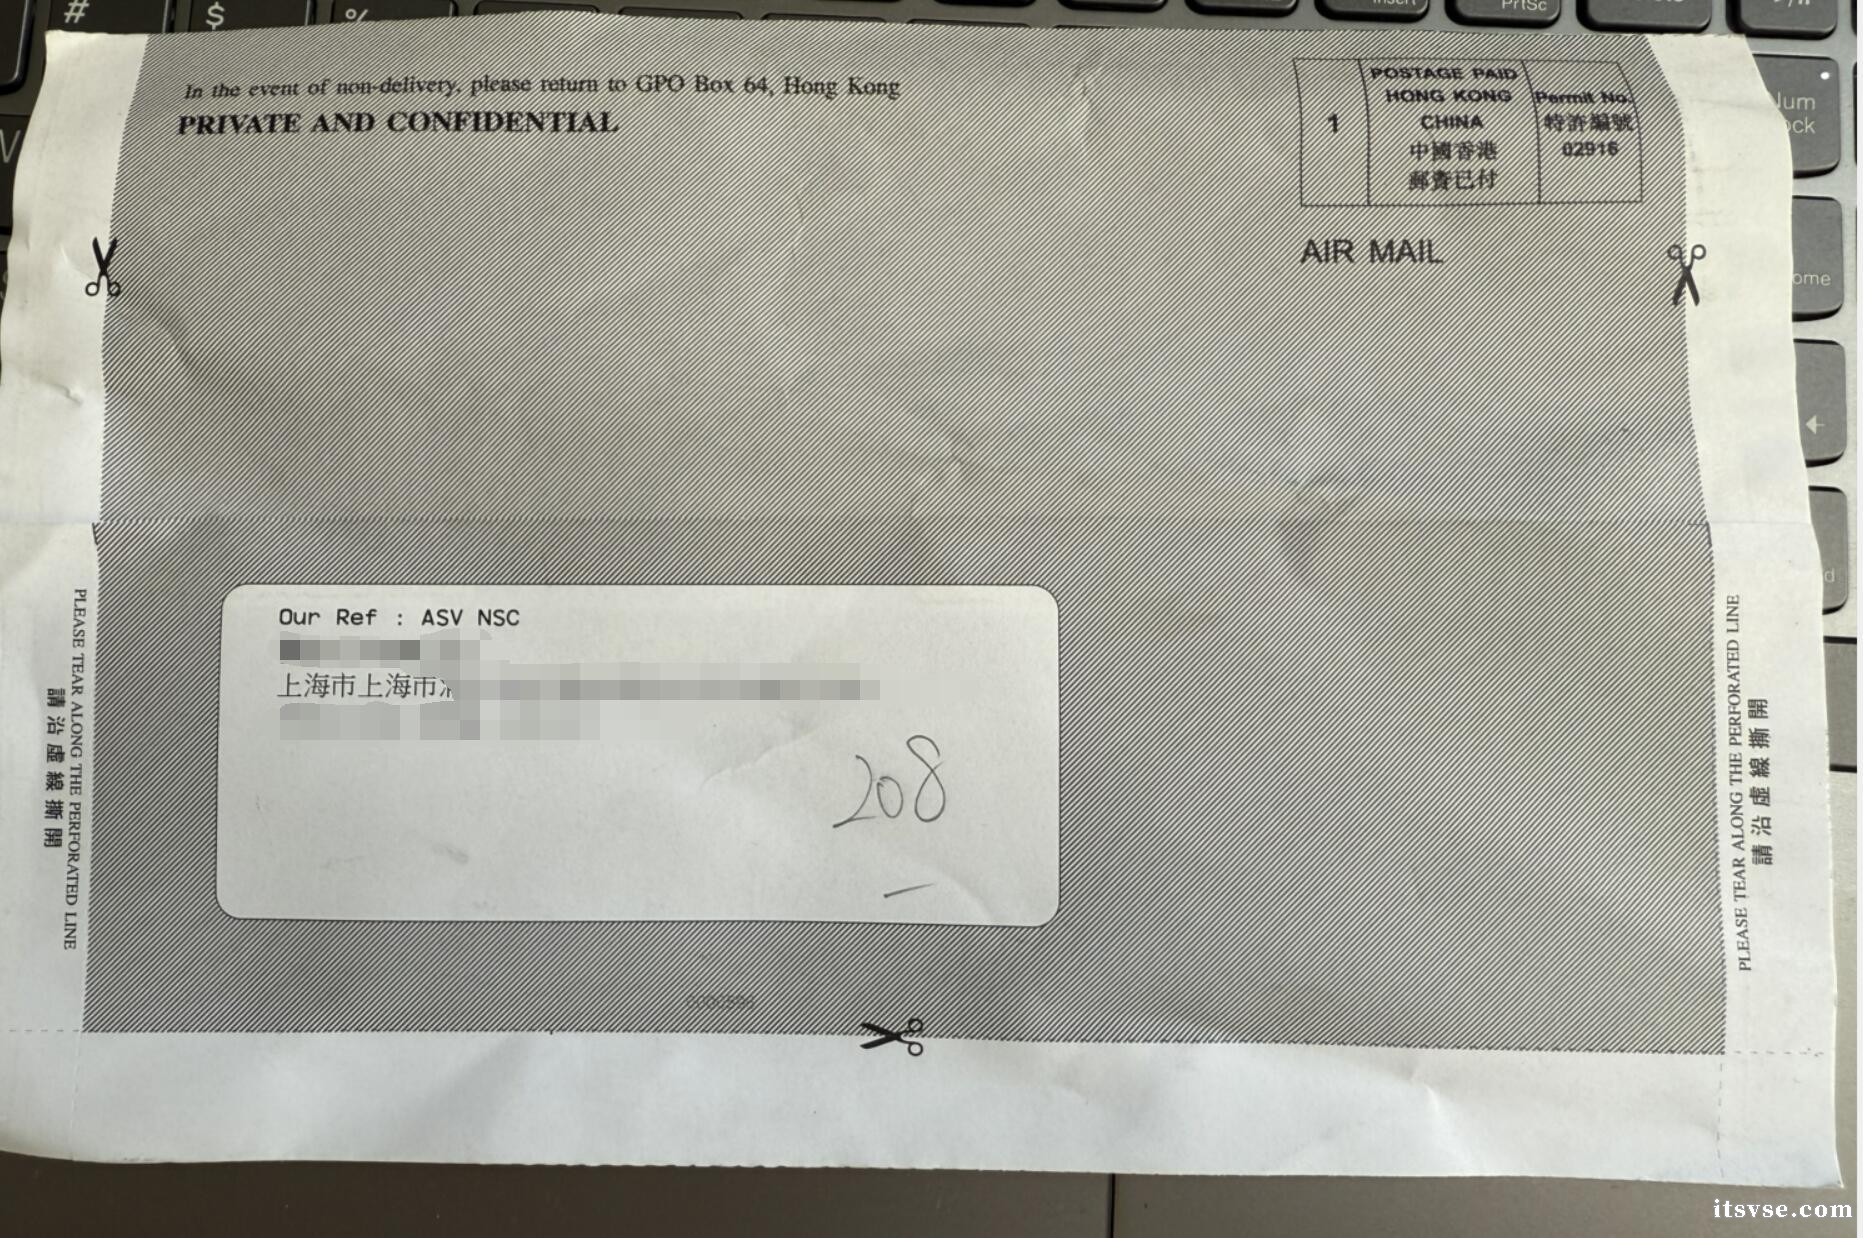 #
$
%
Insert
PrtSc
In the event of non-delivery, please return to GPO Box 64, Hong Kong
PRIVATE AND CONFIDENTIAL
1
POSTAGE PAID
HONG KONG
CHINA
中國香港
郵費已付
Permit No.
特許編號
02916
AIR MAIL
Our Ref : ASV NSC
上海市上海市
208
PLEASE TEAR ALONG THE PERFORATED LINE
請沿虛線撕開
PLEASE TEAR ALONG THE PERFORATED LINE
請沿虛線撕開
itsvse.com